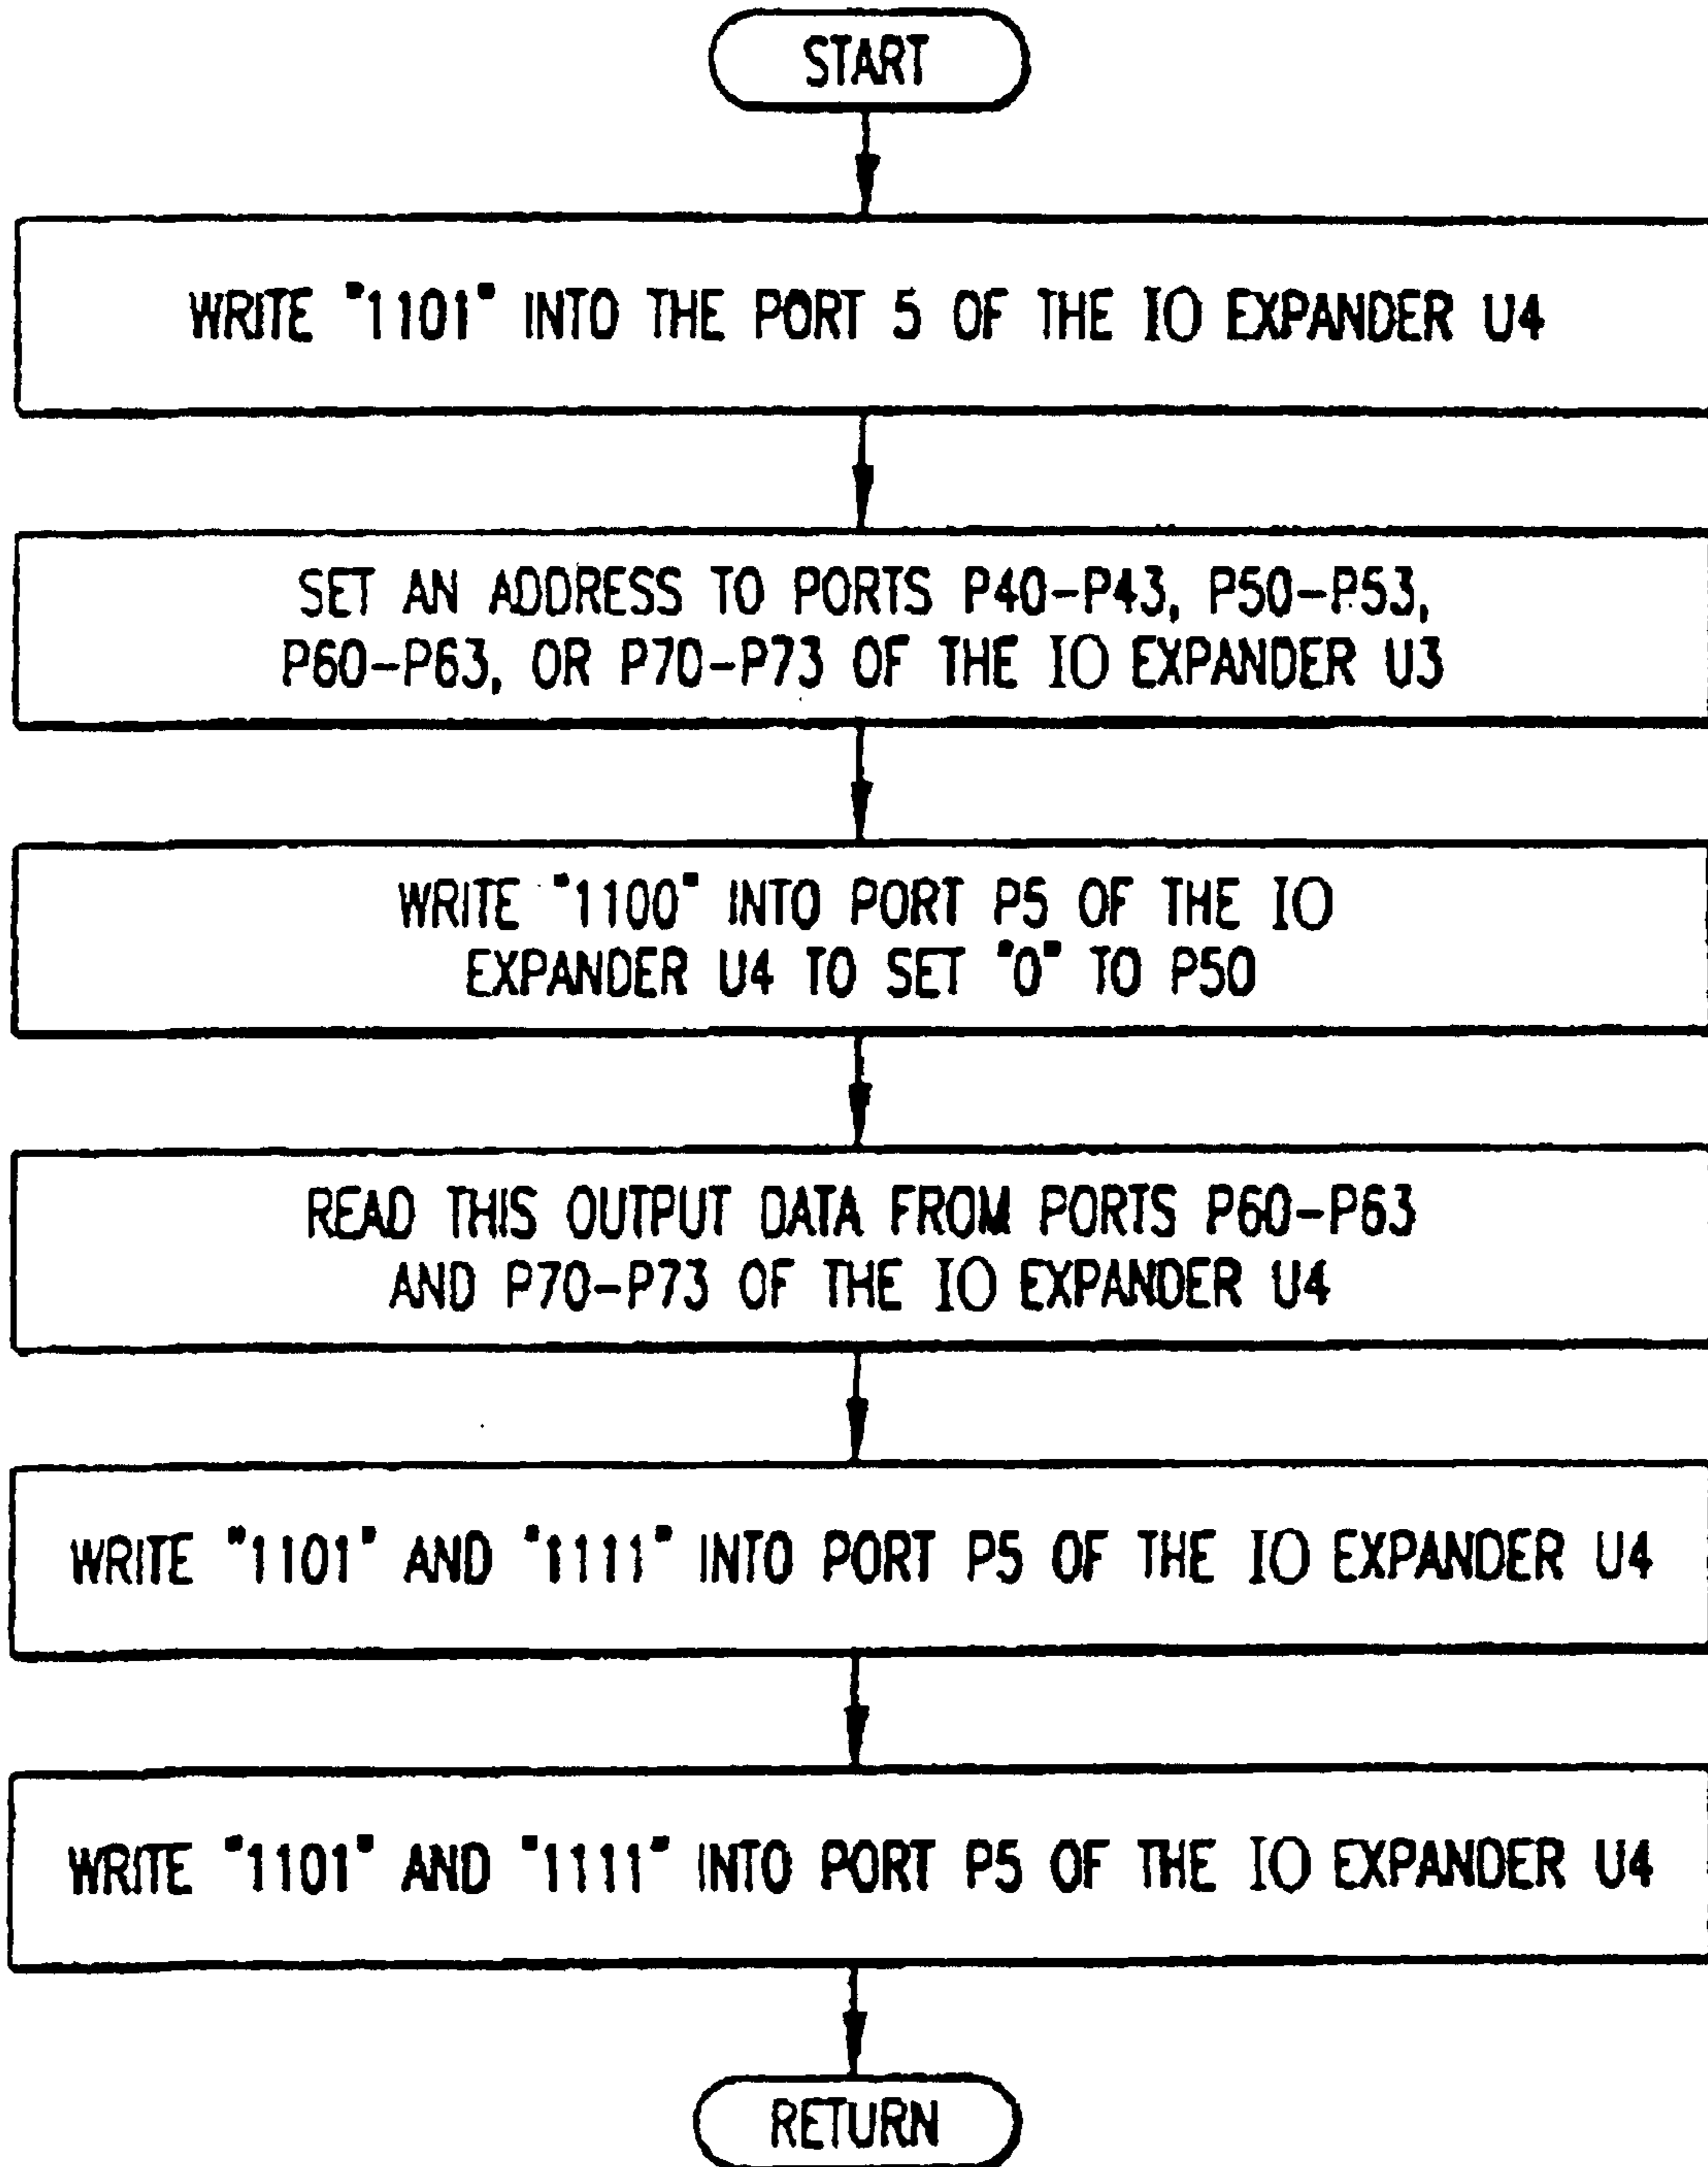 START
WRITE "1101" INTO THE PORT 5 OF THE IO EXPANDER U4
SET AN ADDRESS TO PORTS P40-P43, P50-P53,
P60-P63, OR P70-P73 OF THE IO EXPANDER U3
WRITE "1100" INTO PORT P5 OF THE IO
EXPANDER U4 TO SET "0" TO P50
READ THIS OUTPUT DATA FROM PORTS P60-P63
AND P70-P73 OF THE IO EXPANDER U4
WRITE "1101" AND "1111" INTO PORT P5 OF THE IO EXPANDER U4
WRITE "1101" AND "1111" INTO PORT P5 OF THE IO EXPANDER U4
RETURN